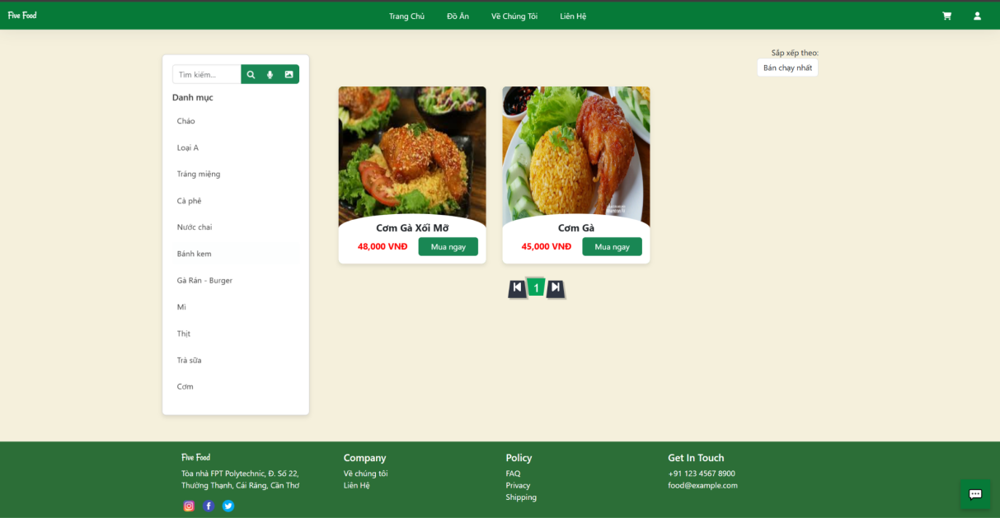 Five Food
Trang Chủ
Đồ Ăn
Về Chúng Tôi
Liên Hệ
Sắp xếp theo:
Bán chạy nhất
Tìm kiếm...
Danh mục
Cháo
Loại A
Tráng miệng
Cà phê
Nước chai
Bánh kem
Gà Rán - Burger
Mì
Thịt
Trà sữa
Cơm
Cơm Gà Xối Mỡ
48,000 VNĐ
Mua ngay
Cơm Gà
45,000 VNĐ
Mua ngay
1
Five Food
Tòa nhà FPT Polytechnic, Đ. Số 22,
Thường Thạnh, Cái Răng, Cần Thơ
Company
Về chúng tôi
Liên Hệ
Policy
FAQ
Privacy
Shipping
Get In Touch
+91 123 4567 8900
food@example.com